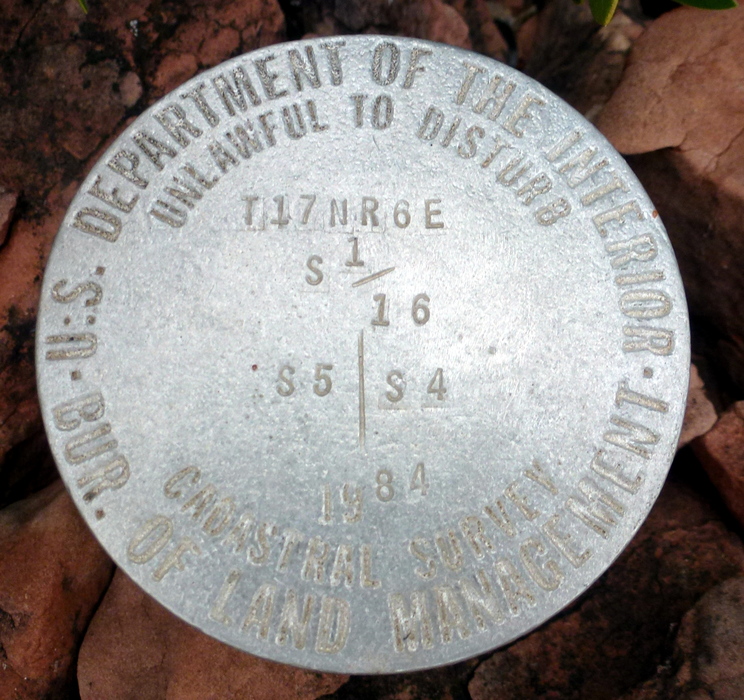 U.S. DEPARTMENT OF THE INTERIOR
UNLAWFUL TO DISTURB
T17NR6E
S 1/16
S5 | S4
1984
CADASTRAL SURVEY
BUR. OF LAND MANAGEMENT